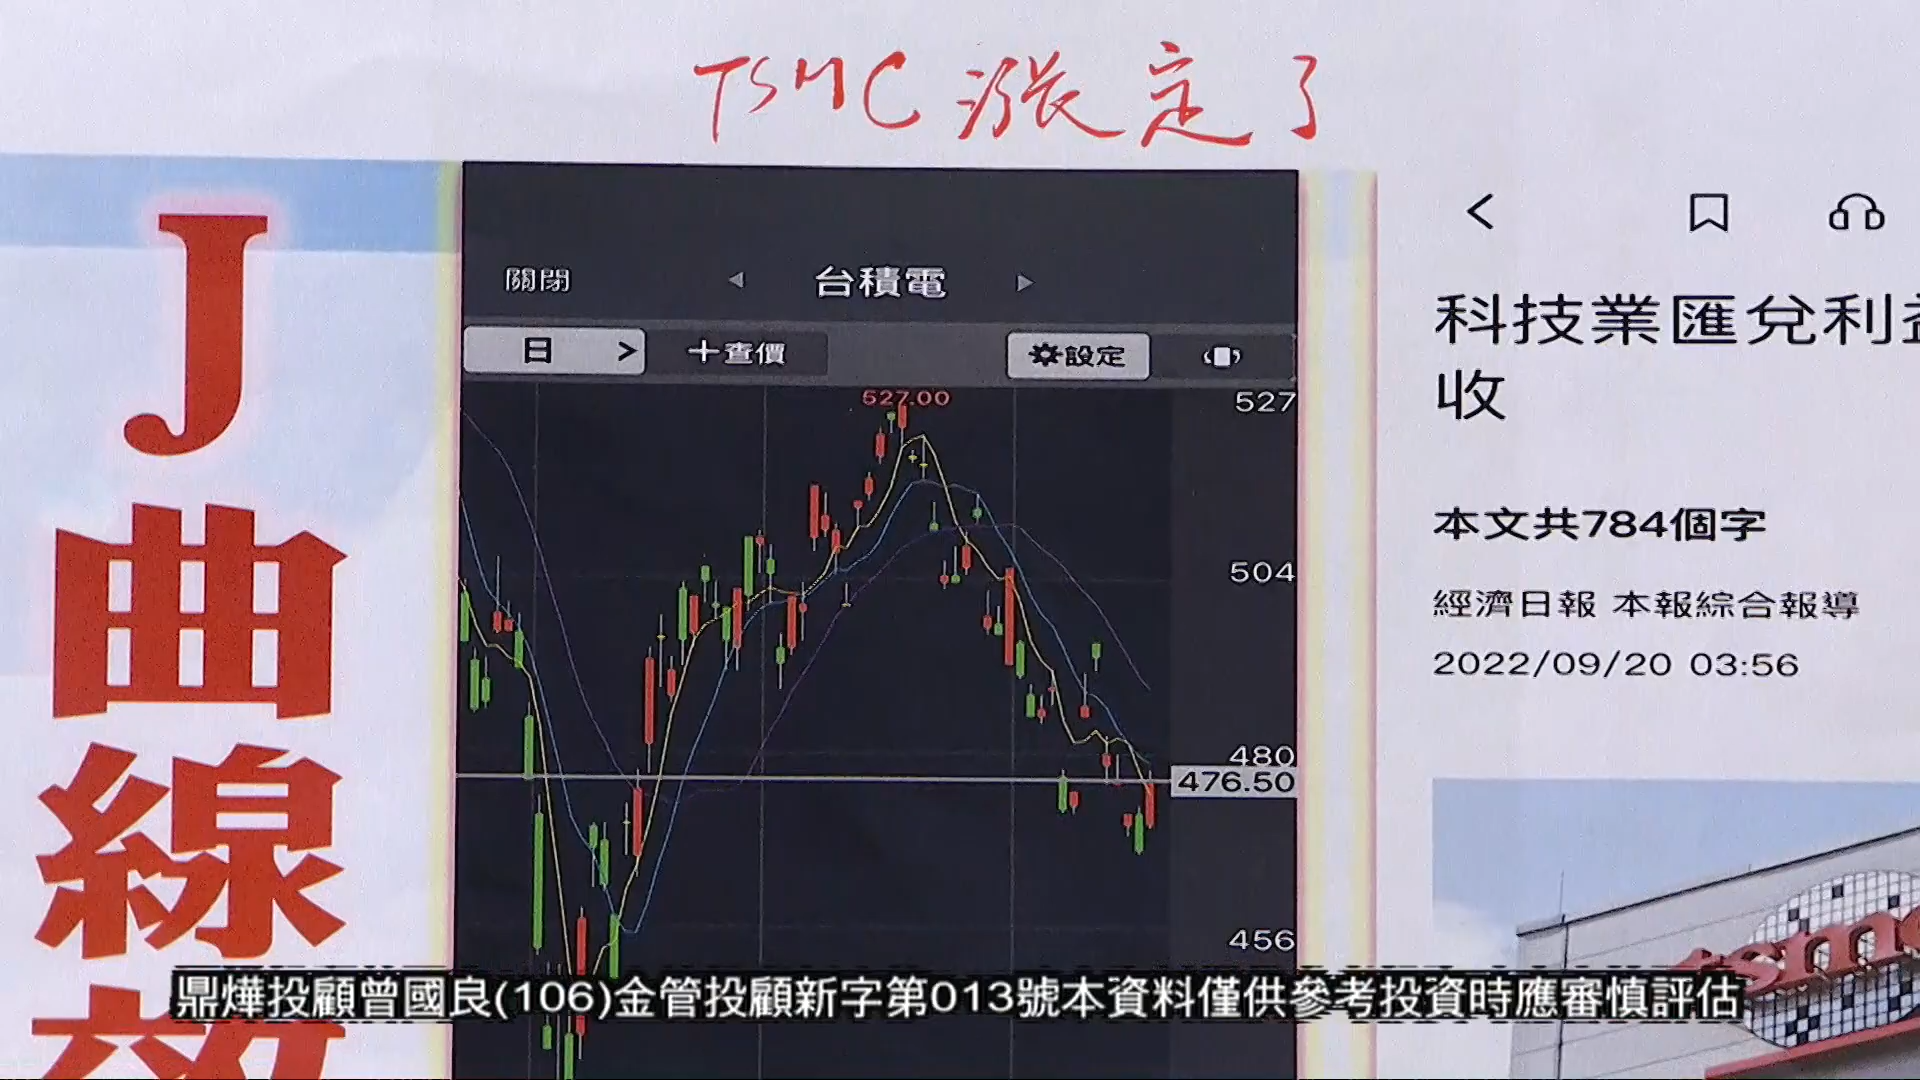 TSMC 漲定了
J曲線效
關閉
台積電
日 >
+查價
設定
527.00
527
504
480
476.50
456
科技業匯兌利益
收
本文共784個字
經濟日報 本報綜合報導
2022/09/20 03:56
tsmc
鼎燁投顧曾國良(106)金管投顧新字第013號本資料僅供參考投資時應審慎評估